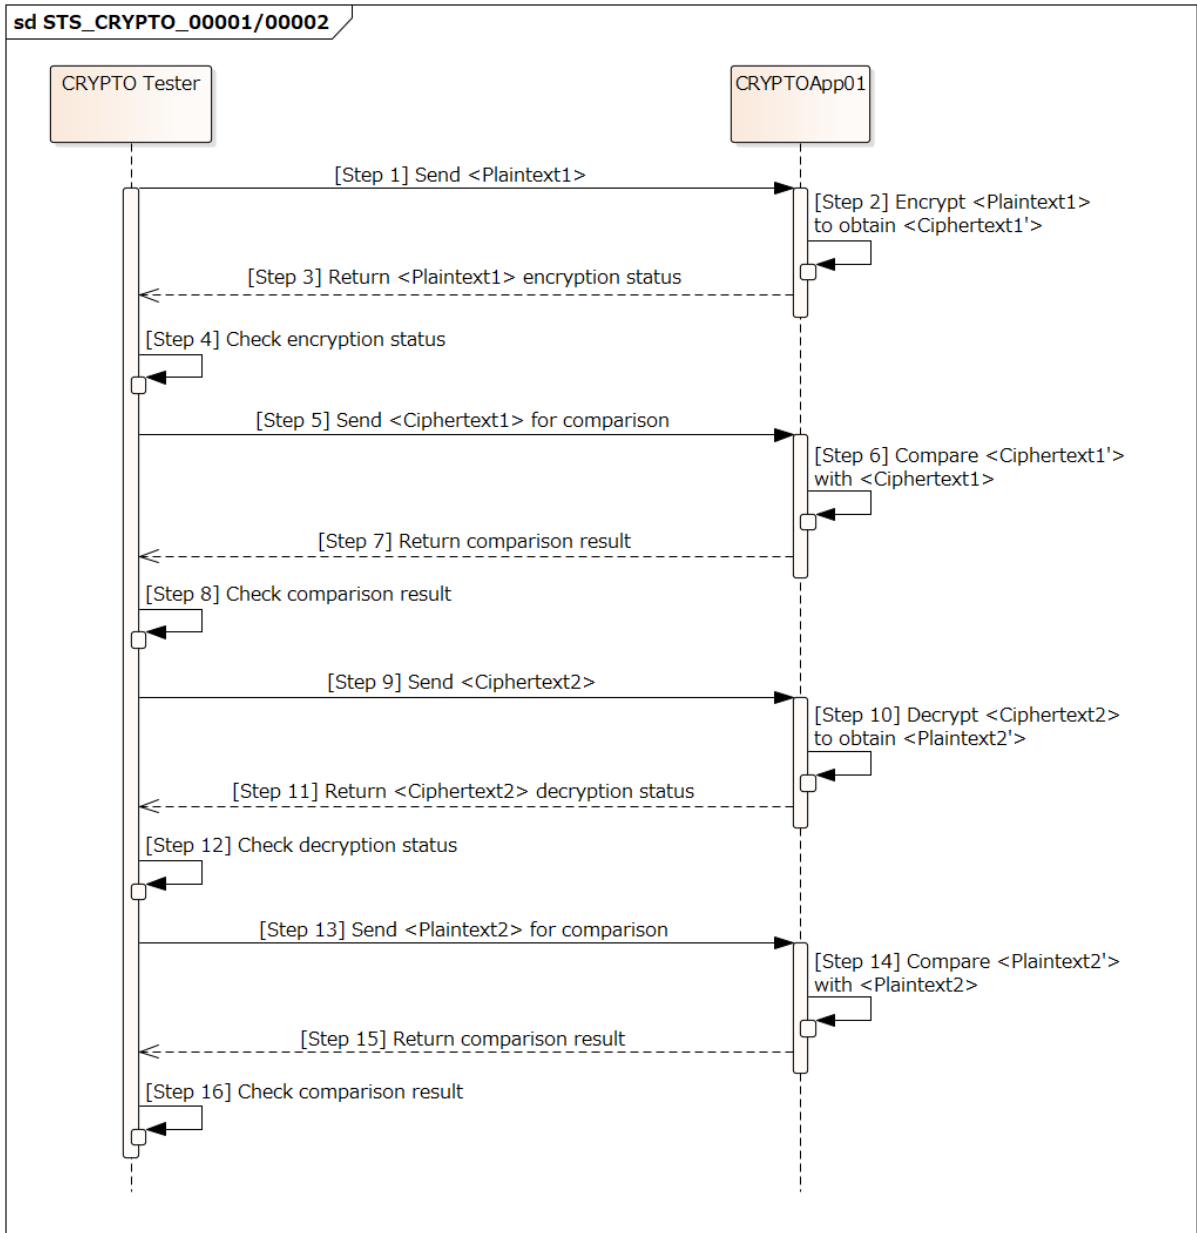 sd STS_CRYPTO_00001/00002
CRYPTO Tester
CRYPTOApp01
[Step 1] Send <Plaintext1>
[Step 2] Encrypt <Plaintext1>
to obtain <Ciphertext1'>
[Step 3] Return <Plaintext1> encryption status
[Step 4] Check encryption status
[Step 5] Send <Ciphertext1> for comparison
[Step 6] Compare <Ciphertext1'>
with <Ciphertext1>
[Step 7] Return comparison result
[Step 8] Check comparison result
[Step 9] Send <Ciphertext2>
[Step 10] Decrypt <Ciphertext2>
to obtain <Plaintext2'>
[Step 11] Return <Ciphertext2> decryption status
[Step 12] Check decryption status
[Step 13] Send <Plaintext2> for comparison
[Step 14] Compare <Plaintext2'>
with <Plaintext2>
[Step 15] Return comparison result
[Step 16] Check comparison result